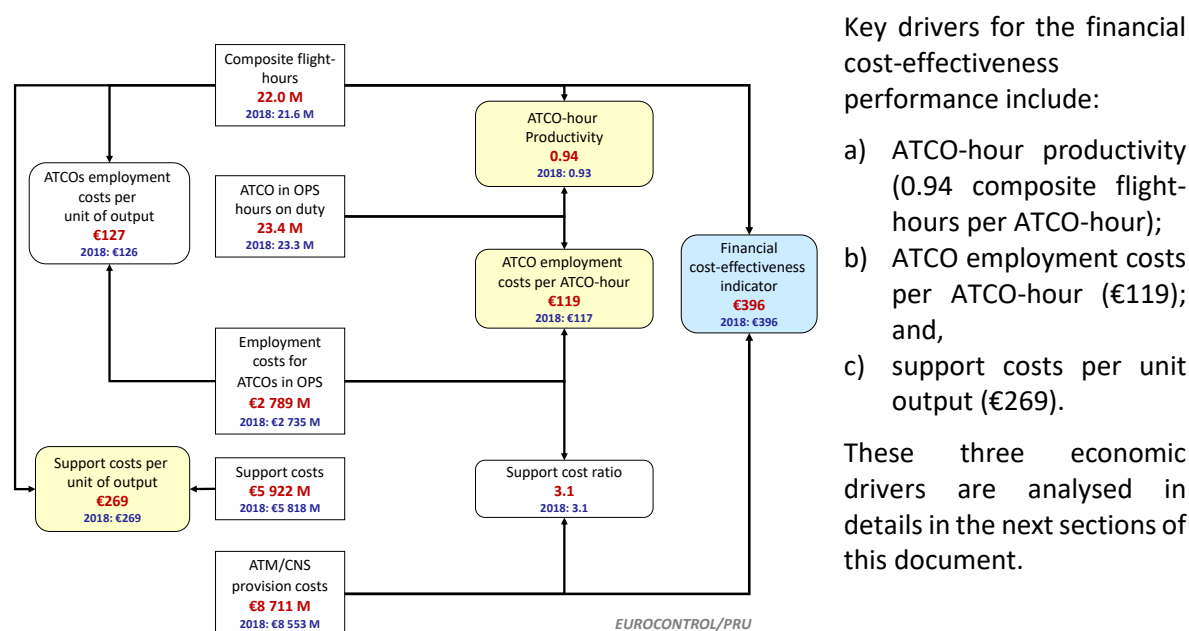 Composite flight-
hours
22.0 M
2018: 21.6 M
ATCO-hour
Productivity
0.94
2018: 0.93
ATCOs employment
costs per
unit of output
€127
2018: €126
ATCO in OPS
hours on duty
23.4 M
2018: 23.3 M
ATCO employment
costs per ATCO-hour
€119
2018: €117
Financial
cost-effectiveness
indicator
€396
2018: €396
Employment
costs for
ATCOs in OPS
€2 789 M
2018: €2 735 M
Support costs per
unit of output
€269
2018: €269
Support costs
€5 922 M
2018: €5 818 M
Support cost ratio
3.1
2018: 3.1
ATM/CNS
provision costs
€8 711 M
2018: €8 553 M
EUROCONTROL/PRU
Key drivers for the financial
cost-effectiveness
performance include:
a) ATCO-hour productivity
(0.94 composite flight-
hours per ATCO-hour);
b) ATCO employment costs
per ATCO-hour (€119);
and,
c) support costs per unit
output (€269).
These three economic
drivers are analysed in
details in the next sections of
this document.